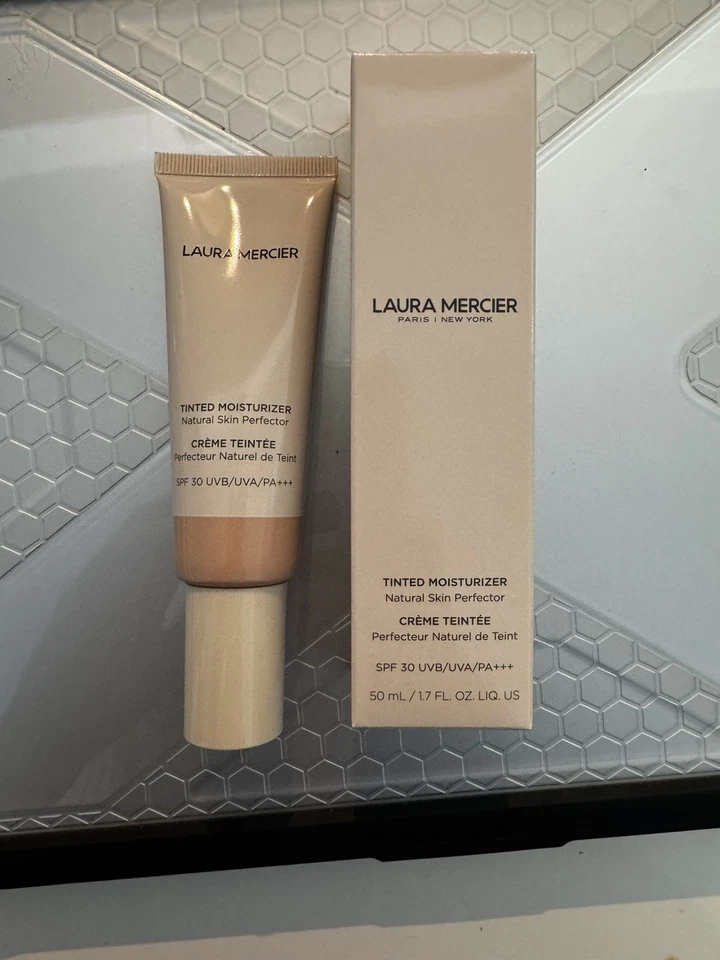 LAURA MERCIER
TINTED MOISTURIZER
Natural Skin Perfector
CRÈME TEINTÉE
Perfecteur Naturel de Teint
SPF 30 UVB/UVA/PA+++
LAURA MERCIER
PARIS | NEW YORK
TINTED MOISTURIZER
Natural Skin Perfector
CRÈME TEINTÉE
Perfecteur Naturel de Teint
SPF 30 UVB/UVA/PA+++
50 mL / 1.7 FL. OZ. LIQ. US